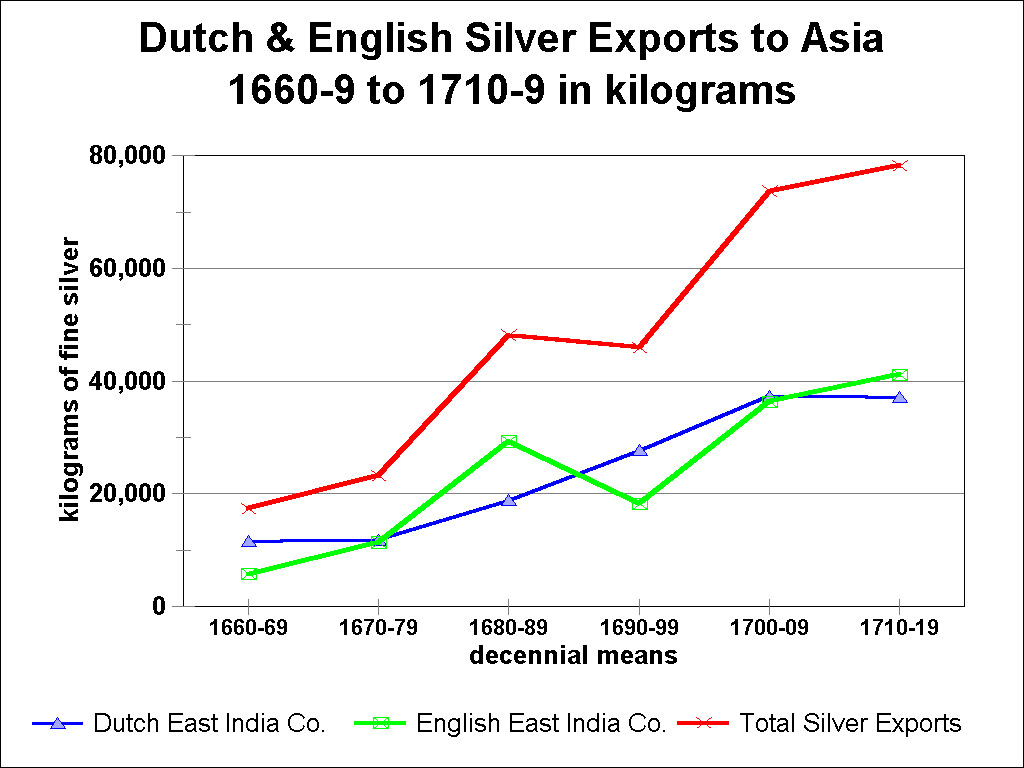 Dutch & English Silver Exports to Asia
1660-9 to 1710-9 in kilograms
kilograms of fine silver
80,000
60,000
40,000
20,000
0
1660-69 1670-79 1680-89 1690-99 1700-09 1710-19
decennial means
Dutch East India Co. English East India Co. Total Silver Exports